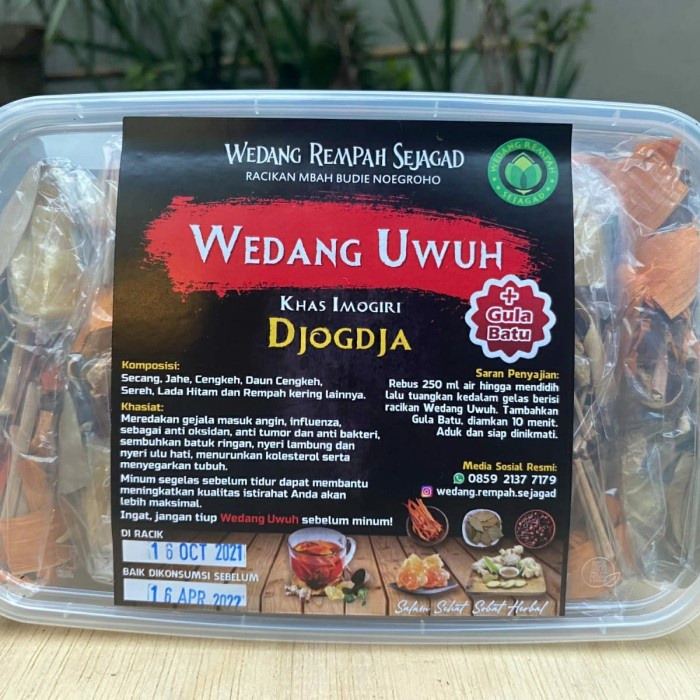 WEDANG REMPAH SEJAGAD
RACIKAN MBAH BUDIE NOEGROHO
WEDANG REMPAH
SEJAGAD
WEDANG UWUH
KHAS IMOGIRI
DJOGDJA
+
Gula
Batu
Komposisi:
Secang, Jahe, Cengkeh, Daun Cengkeh,
Sereh, Lada Hitam dan Rempah kering lainnya.
Khasiat:
Meredakan gejala masuk angin, influenza,
sebagai anti oksidan, anti tumor dan anti bakteri,
sembuhkan batuk ringan, nyeri lambung dan
nyeri ulu hati, menurunkan kolesterol serta
menyegarkan tubuh.
Minum segelas sebelum tidur dapat membantu
meningkatkan kualitas istirahat Anda akan
lebih maksimal.
Ingat, jangan tiup Wedang Uwuh sebelum minum!
DI RACIK
16 OCT 2021
BAIK DIKONSUMSI SEBELUM
16 APR 2022
Saran Penyajian:
Rebus 250 ml air hingga mendidih
lalu tuangkan kedalam gelas berisi
racikan Wedang Uwuh. Tambahkan
Gula Batu, diamkan 10 menit.
Aduk dan siap dinikmati.
Media Sosial Resmi:
0859 2137 7179
wedang.rempah.sejagad
Salam Sehat Sobat Herbal